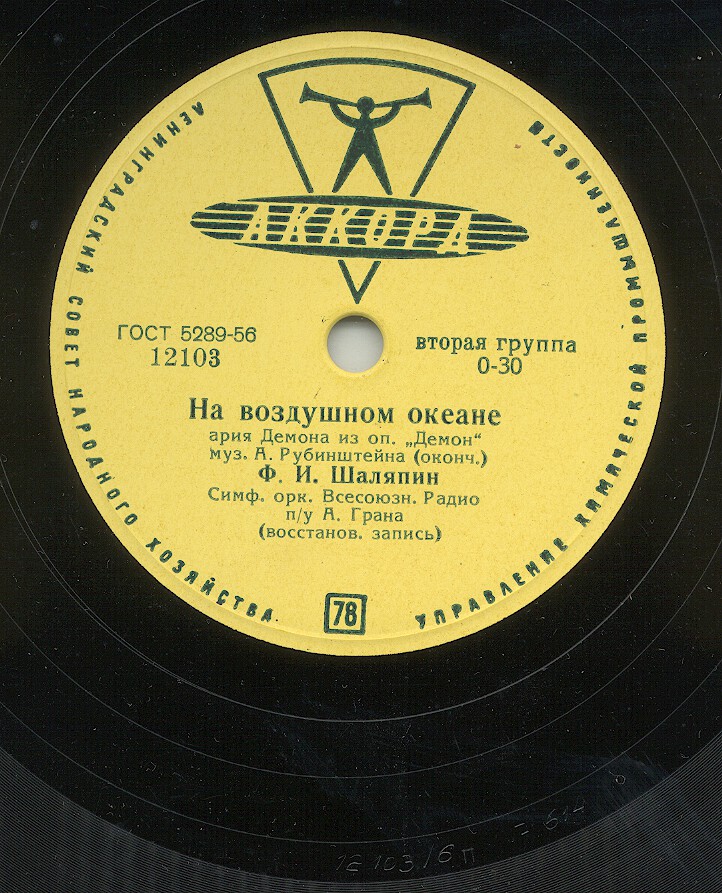 ЛЕНИНГРАДСКИЙ СОВЕТ НАРОДНОГО ХОЗЯЙСТВА.
УПРАВЛЕНИЕ ХИМИЧЕСКОЙ ПРОМЫШЛЕННОСТИ
АККОРД
ГОСТ 5289-56
12103
вторая группа
0-30
На воздушном океане
ария Демона из оп. „Демон“
муз. А. Рубинштейна (оконч.)
Ф. И. Шаляпин
Симф. орк. Всесоюзн. Радио
п/у А. Грана
(восстанов. запись)
78
12103/6п